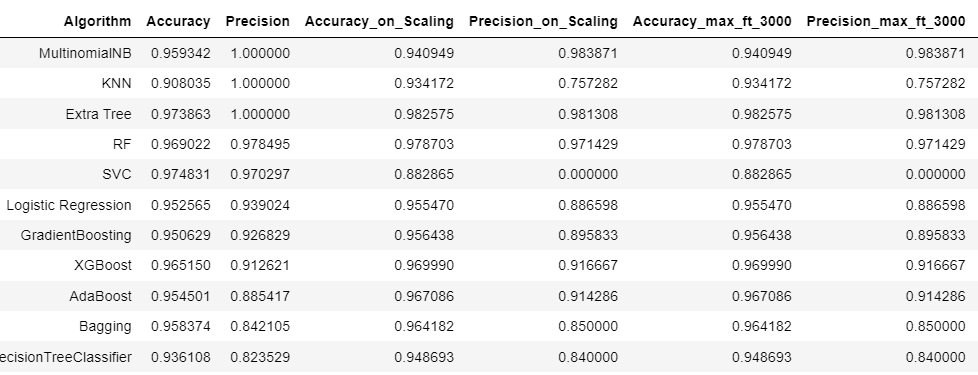 Algorithm Accuracy Precision Accuracy_on_Scaling Precision_on_Scaling Accuracy_max_ft_3000 Precision_max_ft_3000
MultinomialNB 0.959342 1.000000 0.940949 0.983871 0.940949 0.983871
KNN 0.908035 1.000000 0.934172 0.757282 0.934172 0.757282
Extra Tree 0.973863 1.000000 0.982575 0.981308 0.982575 0.981308
RF 0.969022 0.978495 0.978703 0.971429 0.978703 0.971429
SVC 0.974831 0.970297 0.882865 0.000000 0.882865 0.000000
Logistic Regression 0.952565 0.939024 0.955470 0.886598 0.955470 0.886598
GradientBoosting 0.950629 0.926829 0.956438 0.895833 0.956438 0.895833
XGBoost 0.965150 0.912621 0.969990 0.916667 0.969990 0.916667
AdaBoost 0.954501 0.885417 0.967086 0.914286 0.967086 0.914286
Bagging 0.958374 0.842105 0.964182 0.850000 0.964182 0.850000
ecisionTreeClassifier 0.936108 0.823529 0.948693 0.840000 0.948693 0.840000